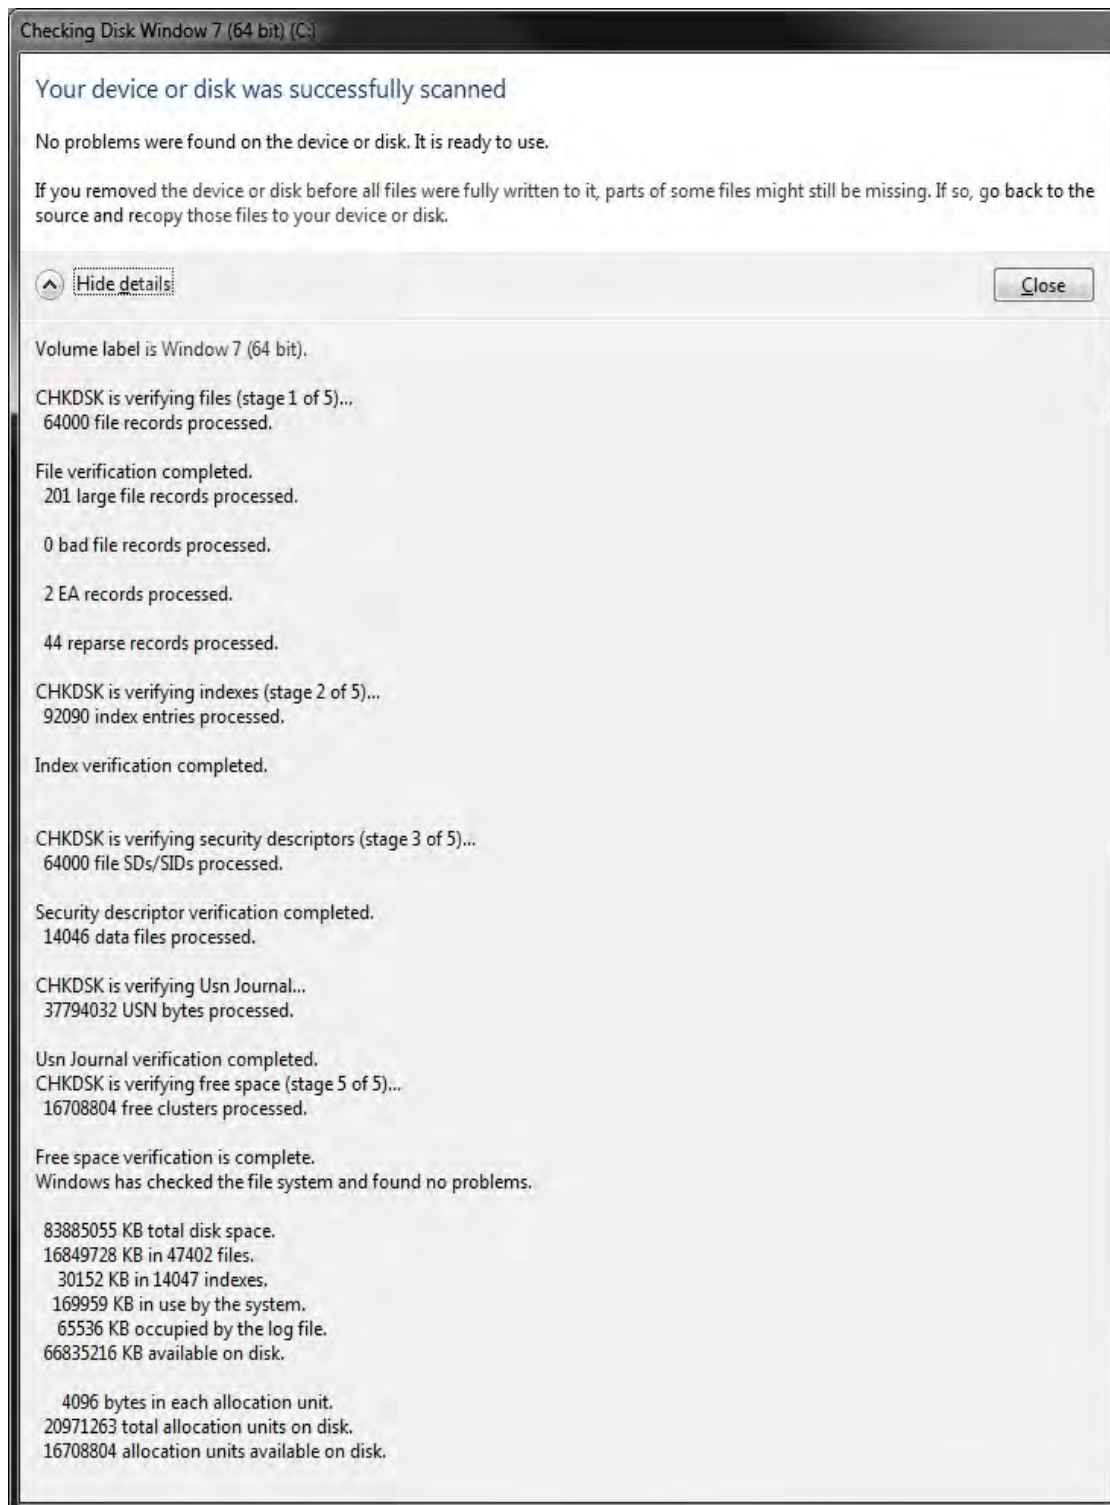 Checking Disk Window 7 (64 bit) (C:)
Your device or disk was successfully scanned
No problems were found on the device or disk. It is ready to use.
If you removed the device or disk before all files were fully written to it, parts of some files might still be missing. If so, go back to the
source and recopy those files to your device or disk.
Hide details
Close
Volume label is Window 7 (64 bit).
CHKDSK is verifying files (stage 1 of 5)...
64000 file records processed.
File verification completed.
201 large file records processed.
0 bad file records processed.
2 EA records processed.
44 reparse records processed.
CHKDSK is verifying indexes (stage 2 of 5)...
92090 index entries processed.
Index verification completed.
CHKDSK is verifying security descriptors (stage 3 of 5)...
64000 file SDs/SIDs processed.
Security descriptor verification completed.
14046 data files processed.
CHKDSK is verifying Usn Journal...
37794032 USN bytes processed.
Usn Journal verification completed.
CHKDSK is verifying free space (stage 5 of 5)...
16708804 free clusters processed.
Free space verification is complete.
Windows has checked the file system and found no problems.
83885055 KB total disk space.
16849728 KB in 47402 files.
30152 KB in 14047 indexes.
169959 KB in use by the system.
65536 KB occupied by the log file.
66835216 KB available on disk.
4096 bytes in each allocation unit.
20971263 total allocation units on disk.
16708804 allocation units available on disk.